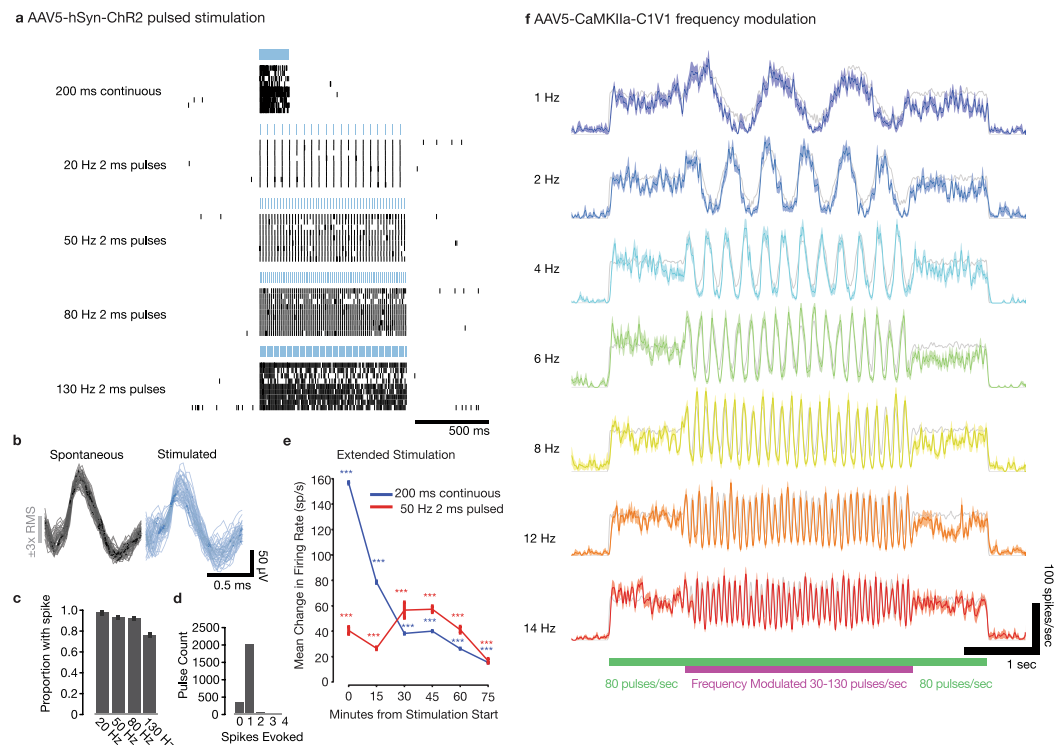 a AAV5-hSyn-ChR2 pulsed stimulation
200 ms continuous
20 Hz 2 ms pulses
50 Hz 2 ms pulses
80 Hz 2 ms pulses
130 Hz 2 ms pulses
500 ms
b
Spontaneous
Stimulated
±3x RMS
50 µV
0.5 ms
c
Proportion with spike
1.0
0.8
0.6
0.4
0.2
0
20 Hz
50 Hz
80 Hz
130 Hz
d
Pulse Count
2500
2000
1500
1000
500
0
0 1 2 3 4
Spikes Evoked
e
Extended Stimulation
200 ms continuous
50 Hz 2 ms pulsed
Mean Change in Firing Rate (sp/s)
160
140
120
100
80
60
40
20
***
***
***
***
***
***
***
***
***
***
***
***
0 15 30 45 60 75
Minutes from Stimulation Start
f AAV5-CaMKIIa-C1V1 frequency modulation
1 Hz
2 Hz
4 Hz
6 Hz
8 Hz
12 Hz
14 Hz
100 spikes/sec
1 sec
80 pulses/sec
Frequency Modulated 30-130 pulses/sec
80 pulses/sec